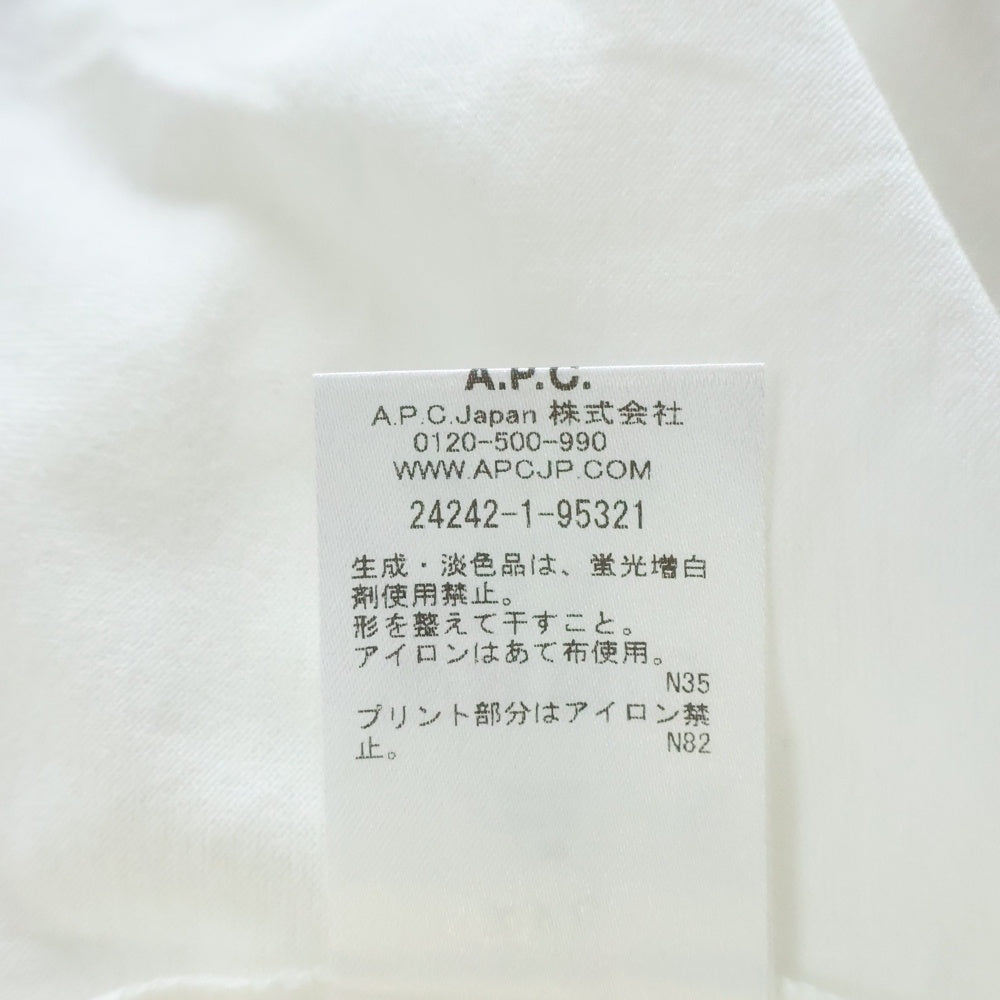 A.P.C.
A.P.C.Japan 株式会社
0120-500-990
WWW.APCJP.COM
24242-1-95321
生成・淡色品は、蛍光増白
剤使用禁止。
形を整えて干すこと。
アイロンはあて布使用。
N35
プリント部分はアイロン禁
止。 N82